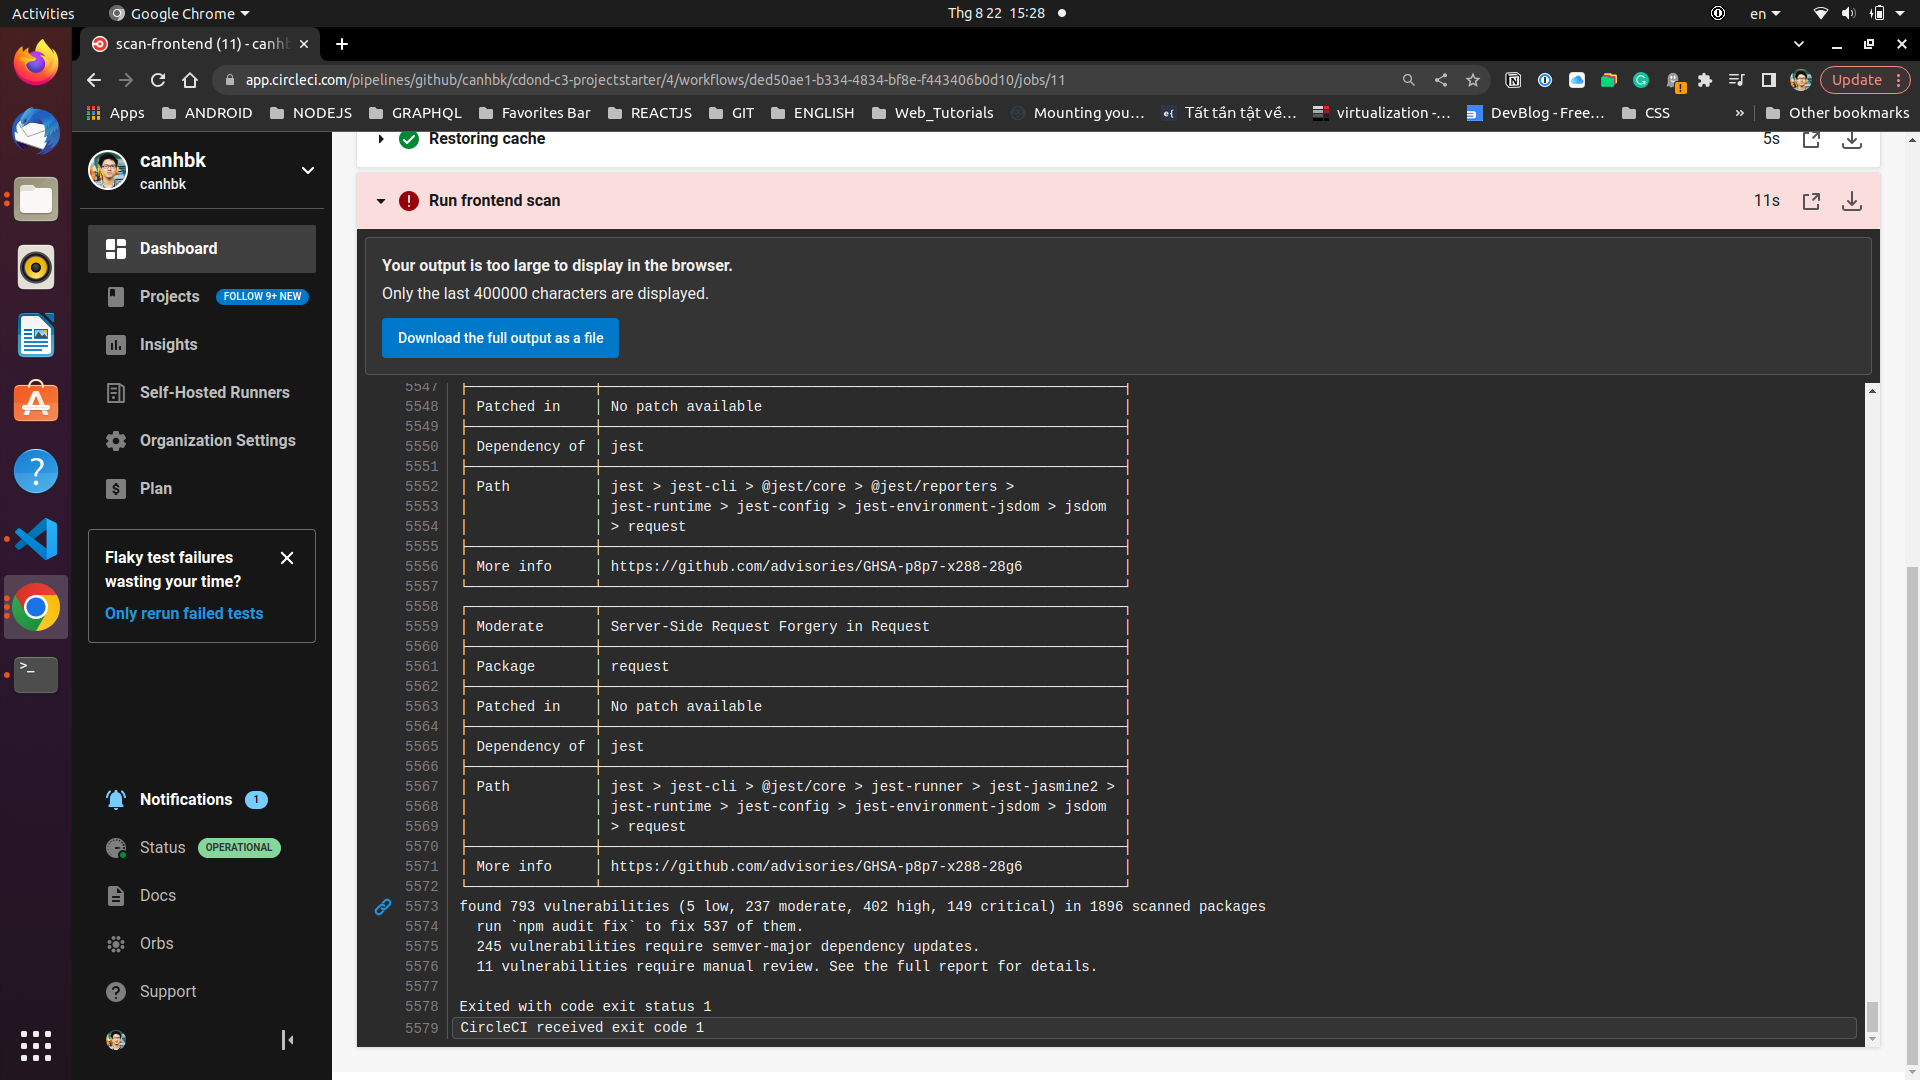 Activities
Google Chrome
Thg 8 22 15:28
en
scan-frontend (11) - canhb
app.circleci.com/pipelines/github/canhbk/cdond-c3-projectstarter/4/workflows/ded50ae1-b334-4834-bf8e-f443406b0d10/jobs/11
Update
Apps
ANDROID
NODEJS
GRAPHQL
Favorites Bar
REACTJS
GIT
ENGLISH
Web_Tutorials
Mounting you…
Tất tần tật về…
virtualization -…
DevBlog - Free…
CSS
»
Other bookmarks
canhbk
canhbk
Dashboard
Projects
FOLLOW 9+ NEW
Insights
Self-Hosted Runners
Organization Settings
Plan
Flaky test failures
wasting your time?
Only rerun failed tests
Notifications 1
Status OPERATIONAL
Docs
Orbs
Support
Restoring cache
5s
Run frontend scan
11s
Your output is too large to display in the browser.
Only the last 400000 characters are displayed.
Download the full output as a file
5547
5548 Patched in No patch available
5549
5550 Dependency of jest
5551
5552 Path jest > jest-cli > @jest/core > @jest/reporters >
5553 jest-runtime > jest-config > jest-environment-jsdom > jsdom
5554 > request
5555
5556 More info https://github.com/advisories/GHSA-p8p7-x288-28g6
5557
5558
5559 Moderate Server-Side Request Forgery in Request
5560
5561 Package request
5562
5563 Patched in No patch available
5564
5565 Dependency of jest
5566
5567 Path jest > jest-cli > @jest/core > jest-runner > jest-jasmine2 >
5568 jest-runtime > jest-config > jest-environment-jsdom > jsdom
5569 > request
5570
5571 More info https://github.com/advisories/GHSA-p8p7-x288-28g6
5572
5573 found 793 vulnerabilities (5 low, 237 moderate, 402 high, 149 critical) in 1896 scanned packages
5574 run `npm audit fix` to fix 537 of them.
5575 245 vulnerabilities require semver-major dependency updates.
5576 11 vulnerabilities require manual review. See the full report for details.
5577
5578 Exited with code exit status 1
5579 CircleCI received exit code 1